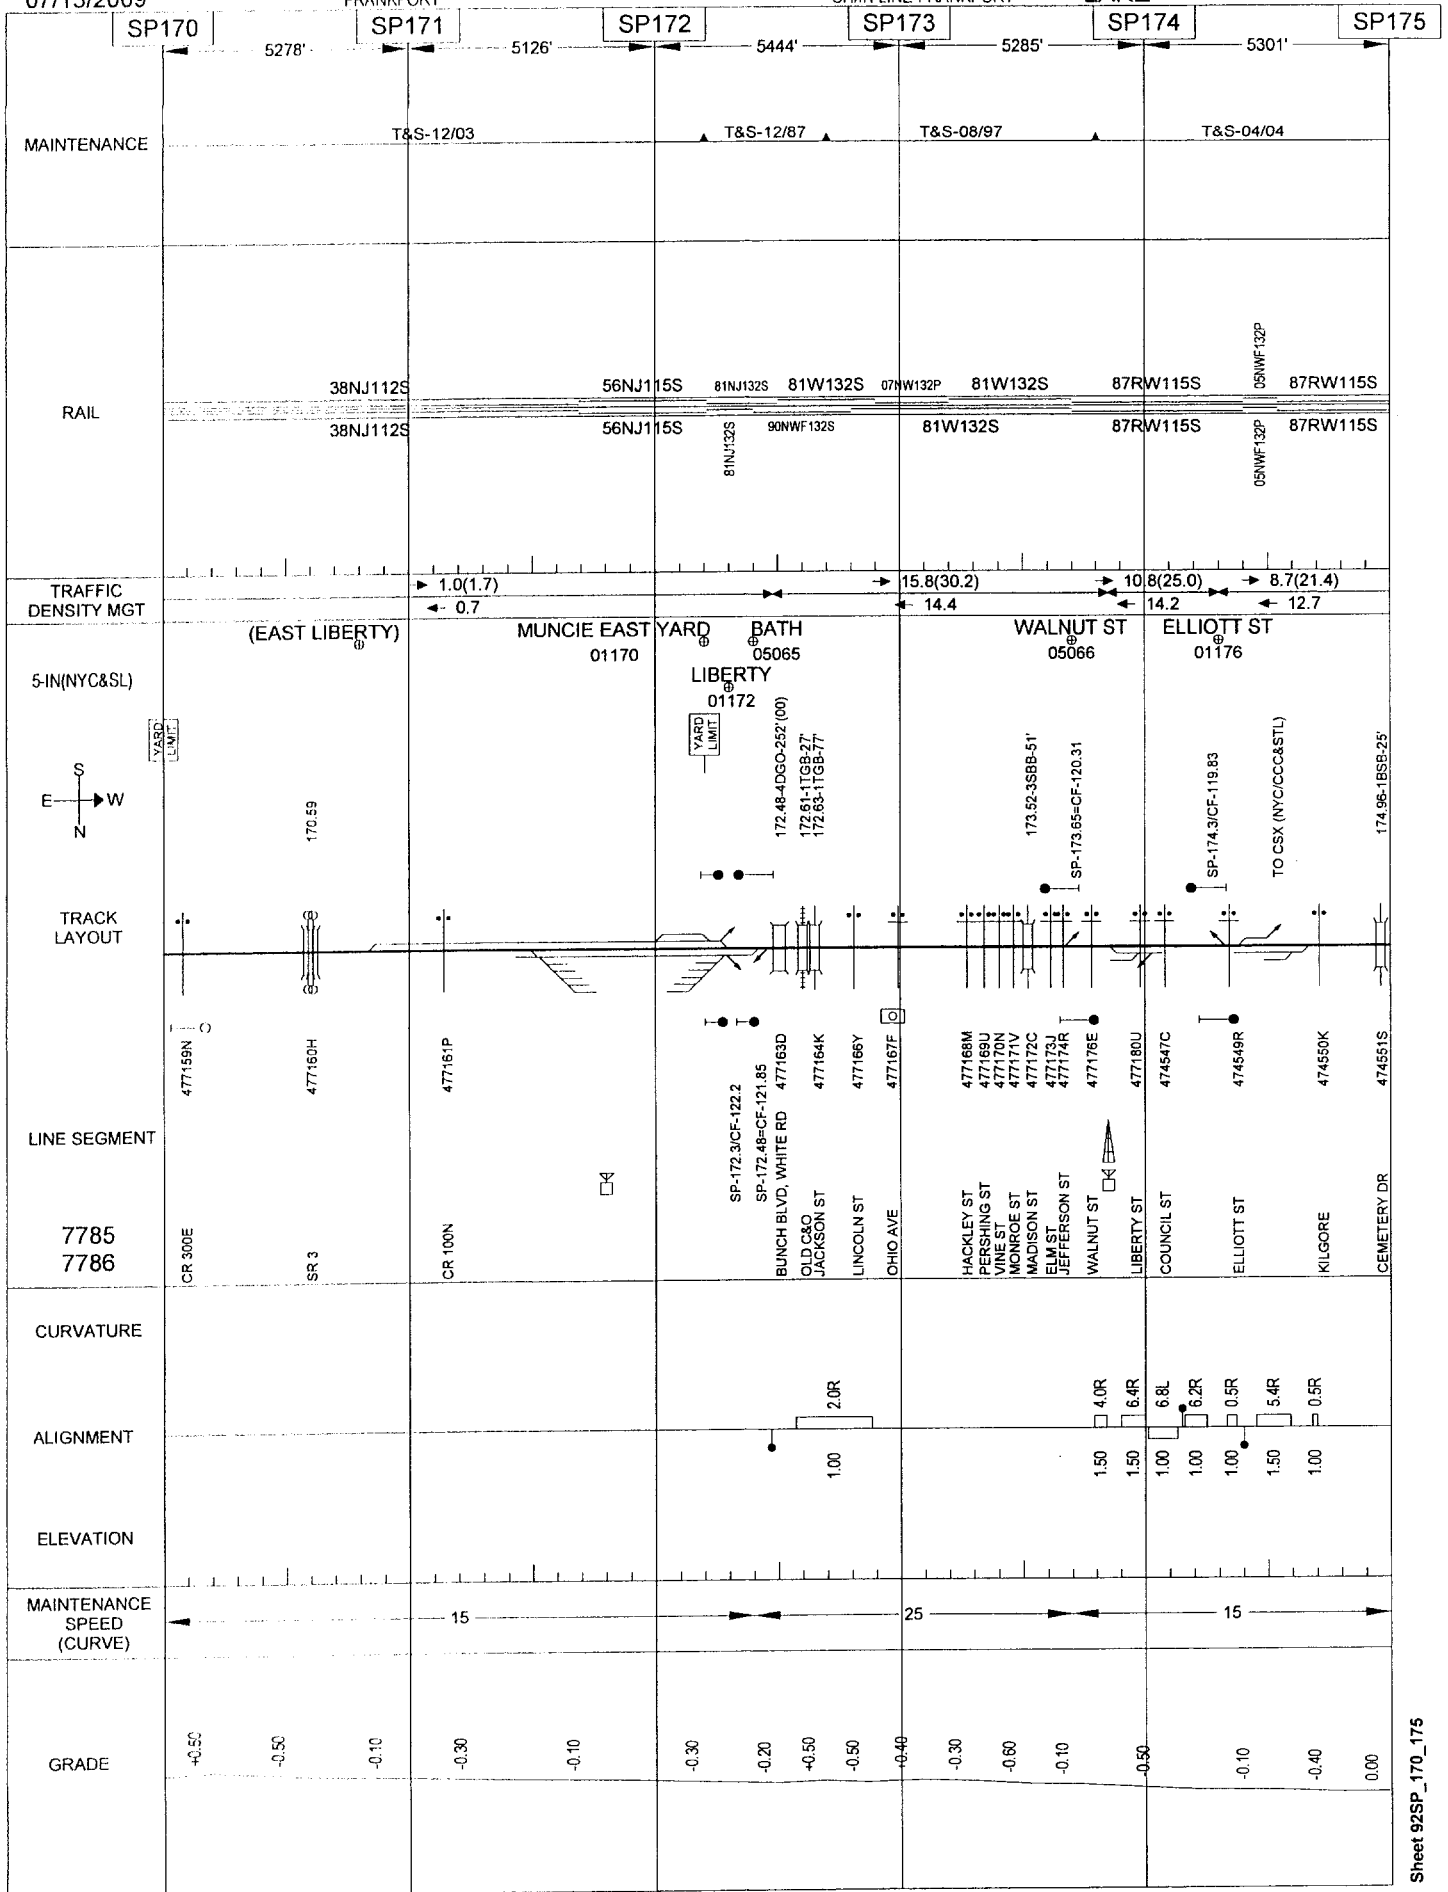 SP170
SP171
SP172
SP173
SP174
SP175
5278'
5126'
5444'
5285'
5301'
MAINTENANCE
T&S-12/03
T&S-12/87
T&S-08/97
T&S-04/04
RAIL
38NJ112S
56NJ115S
81NJ132S
81W132S
07NW132P
81W132S
87RW115S
05NWF132P
87RW115S
38NJ112S
56NJ115S
81NJ132S
90NWF132S
81W132S
87RW115S
05NWF132P
87RW115S
TRAFFIC
DENSITY MGT
1.0(1.7)
15.8(30.2)
10.8(25.0)
8.7(21.4)
0.7
14.4
14.2
12.7
5-IN(NYC&SL)
(EAST LIBERTY)
MUNCIE EAST YARD
01170
BATH
05065
LIBERTY
01172
WALNUT ST
05066
ELLIOTT ST
01176
YARD
LIMIT
YARD
LIMIT
S
E
W
N
170.59
172.48-4DGO-252'(00)
172.61-1TGB-27'
172.63-1TGB-77'
173.52-3SBB-51'
SP-173.65=CF-120.31
SP-174.3/CF-119.83
TO CSX (NYC/CCC&STL)
174.96-1BSB-25'
TRACK
LAYOUT
477159N
477160H
477161P
SP-172.3/CF-122.2
SP-172.48=CF-121.85
477163D
477164K
477166Y
477167F
477168M
477169U
477170N
477171V
477172C
477173J
477174R
477176E
477180U
474547C
474549R
474550K
474551S
LINE SEGMENT
7785
7786
CR 300E
SR 3
CR 100N
BUNCH BLVD, WHITE RD
OLD C&O
JACKSON ST
LINCOLN ST
OHIO AVE
HACKLEY ST
PERSHING ST
VINE ST
MONROE ST
MADISON ST
ELM ST
JEFFERSON ST
WALNUT ST
LIBERTY ST
COUNCIL ST
ELLIOTT ST
KILGORE
CEMETERY DR
CURVATURE
2.0R
4.0R
6.4R
6.8L
6.2R
0.5R
5.4R
0.5R
ALIGNMENT
1.00
1.50
1.50
1.00
1.00
1.00
1.50
1.00
ELEVATION
MAINTENANCE
SPEED
(CURVE)
15
25
15
GRADE
+0.50
-0.50
-0.10
-0.30
-0.10
-0.30
-0.20
+0.50
-0.50
+0.40
-0.30
-0.60
-0.10
-0.50
-0.10
-0.40
0.00
Sheet 92SP_170_175